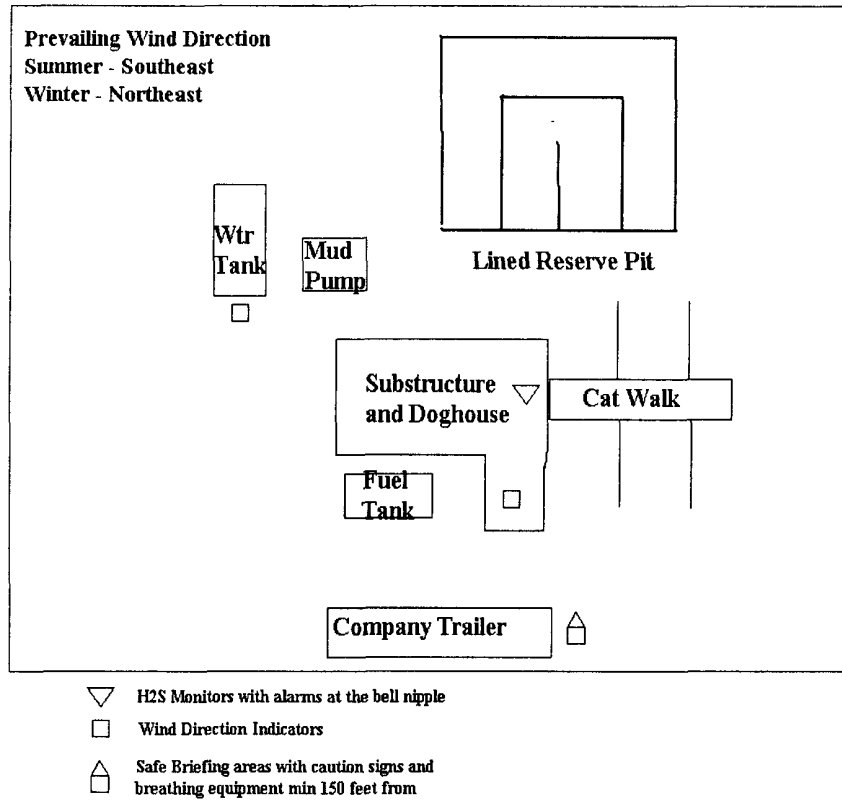 Prevailing Wind Direction
Summer - Southeast
Winter - Northeast
Wtr
Tank
Mud
Pump
Lined Reserve Pit
Substructure
and Doghouse
Cat Walk
Fuel
Tank
Company Trailer
H2S Monitors with alarms at the bell nipple
Wind Direction Indicators
Safe Briefing areas with caution signs and
breathing equipment min 150 feet from